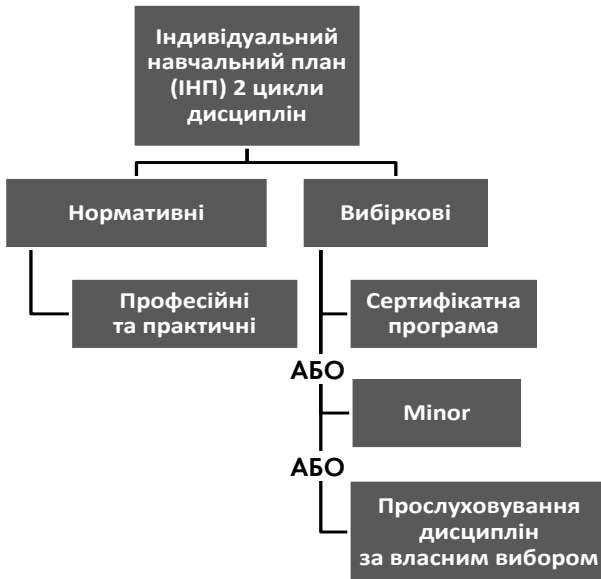 Індивідуальний
навчальний план
(ІНП) 2 цикли
дисциплін
Нормативні
Вибіркові
Професійні
та практичні
Сертифікатна
програма
АБО
Minor
АБО
Прослуховування
дисциплін
за власним вибором